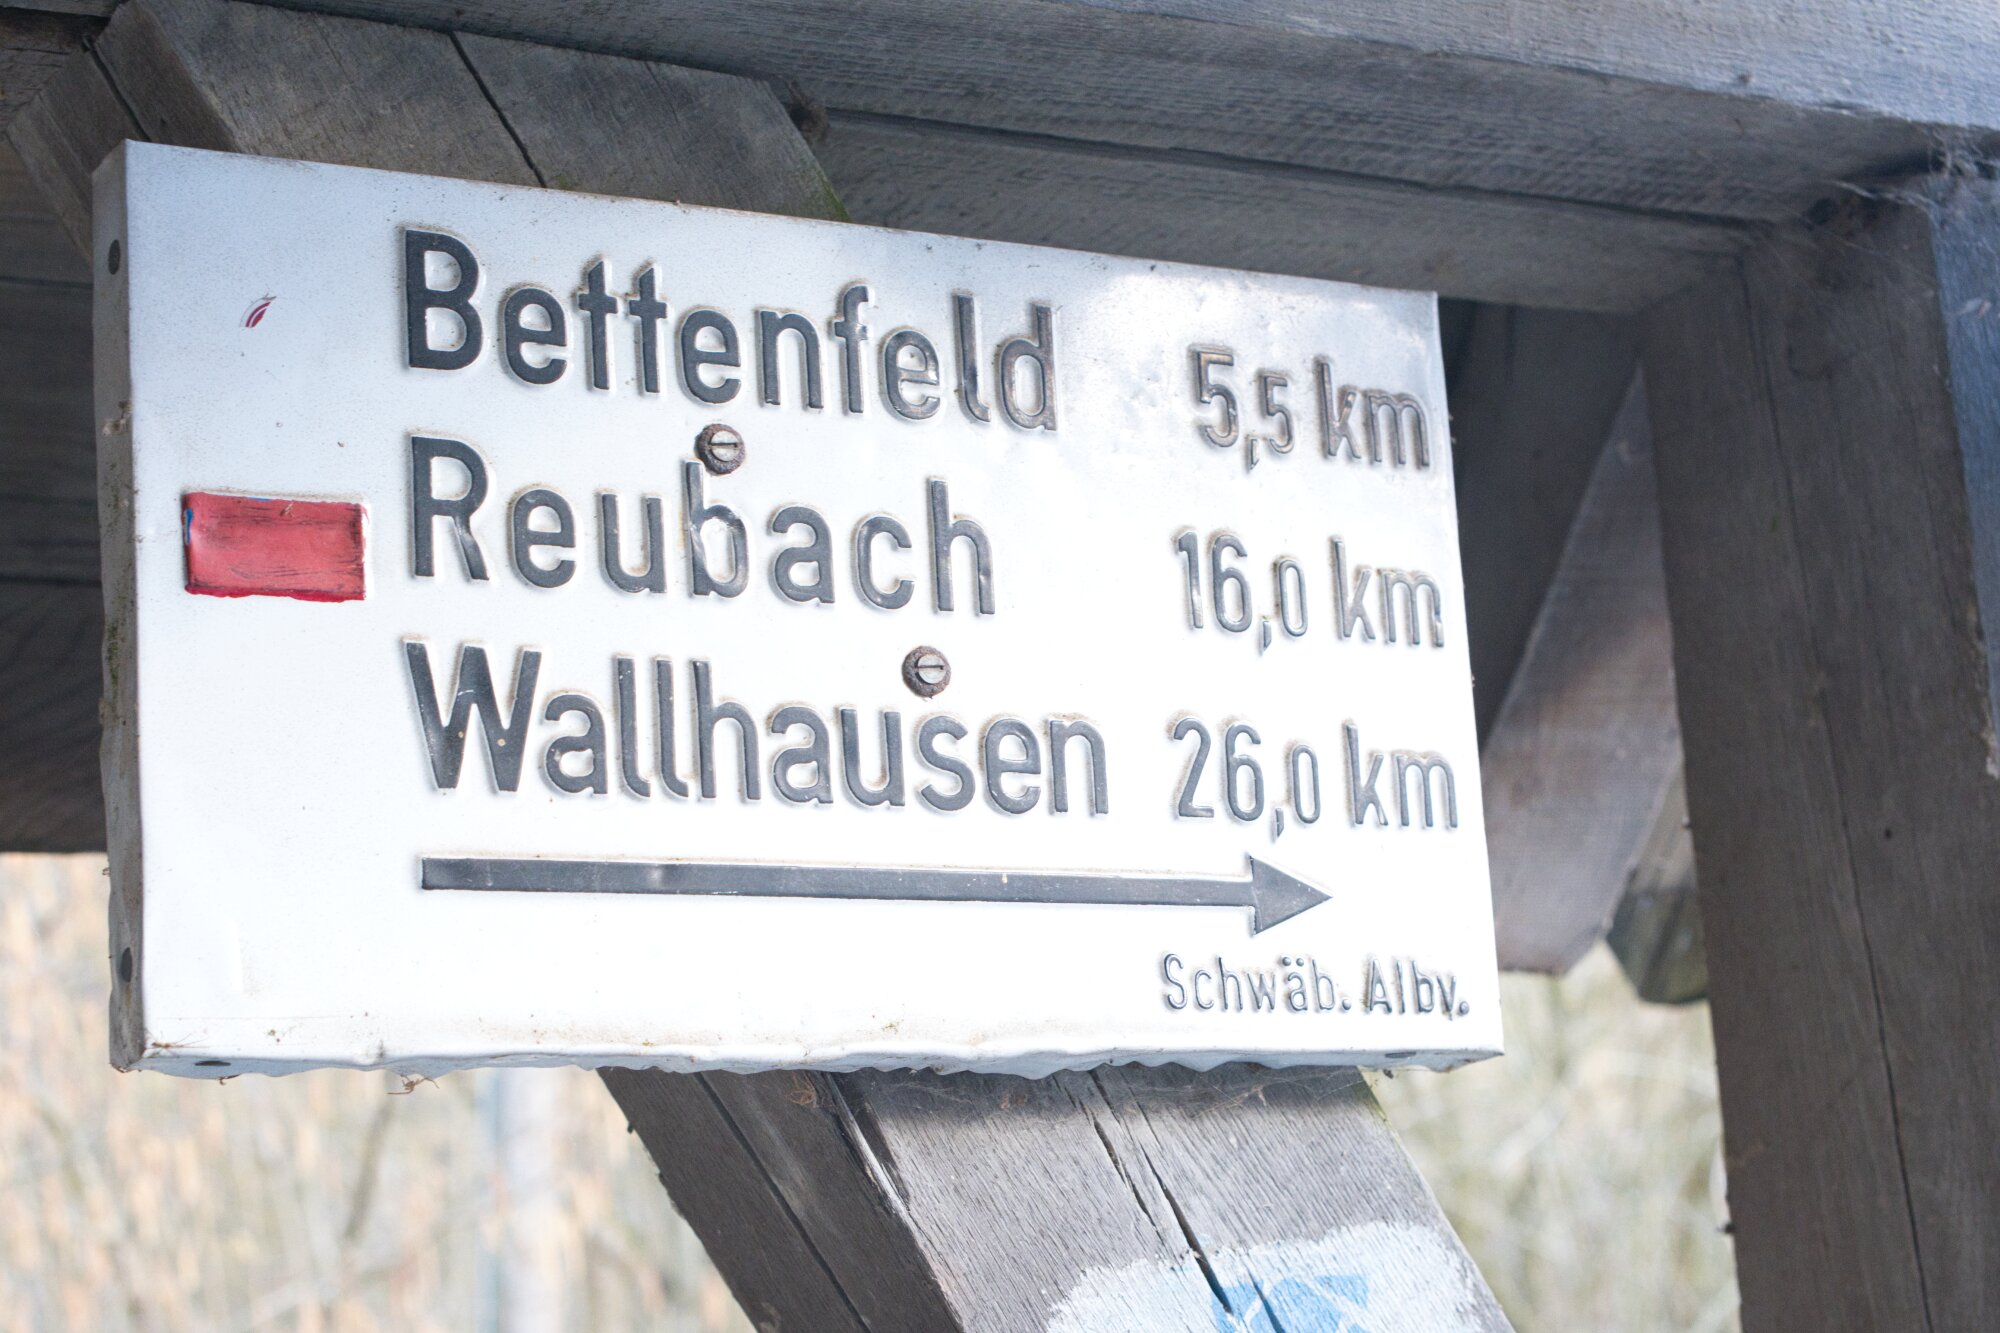 Bettenfeld 5,5 km
Reubach 16,0 km
Wallhausen 26,0 km
Schwäb. Albv.